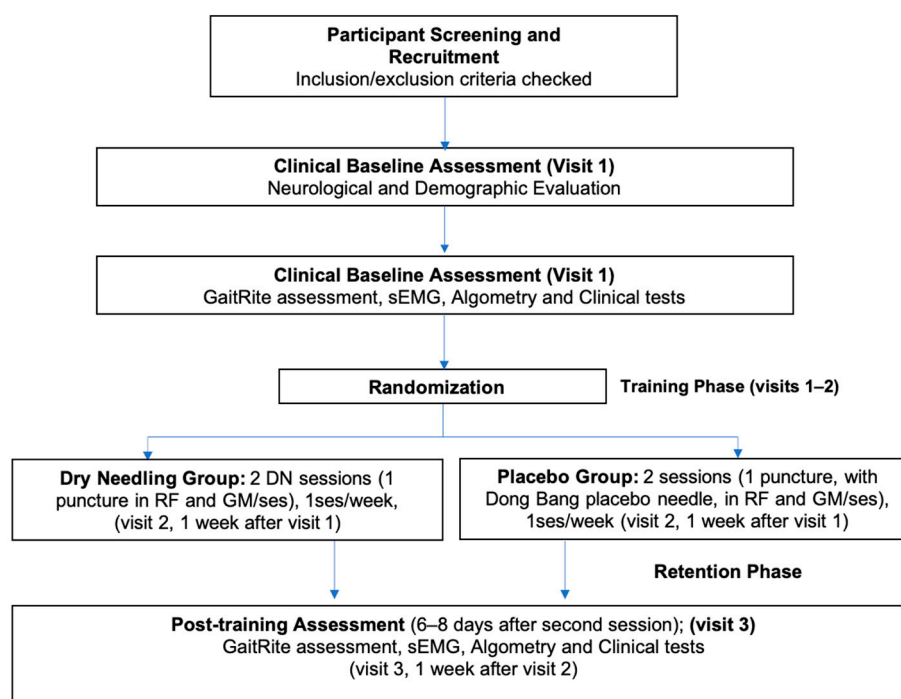 Participant Screening and
Recruitment
Inclusion/exclusion criteria checked
Clinical Baseline Assessment (Visit 1)
Neurological and Demographic Evaluation
Clinical Baseline Assessment (Visit 1)
GaitRite assessment, sEMG, Algometry and Clinical tests
Randomization
Training Phase (visits 1–2)
Dry Needling Group: 2 DN sessions (1
puncture in RF and GM/ses), 1ses/week,
(visit 2, 1 week after visit 1)
Placebo Group: 2 sessions (1 puncture, with
Dong Bang placebo needle, in RF and GM/ses),
1ses/week (visit 2, 1 week after visit 1)
Retention Phase
Post-training Assessment (6–8 days after second session); (visit 3)
GaitRite assessment, sEMG, Algometry and Clinical tests
(visit 3, 1 week after visit 2)